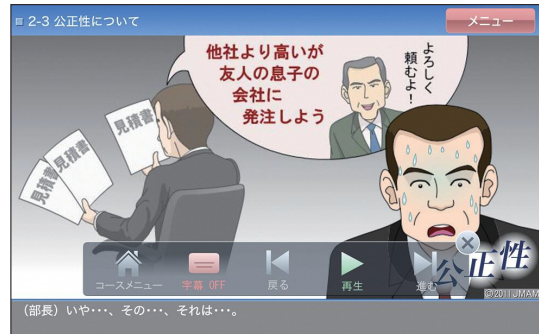 2-3 公正性について
メニュー
他社より高いが
友人の息子の
会社に
発注しよう
よろしく
頼むよ！
見積書
見積書
見積書
公正性
コースメニュー
字幕 OFF
戻る
再生
進む
©2011 JMAM
（部長）いや･･･、その･･･、それは･･･。